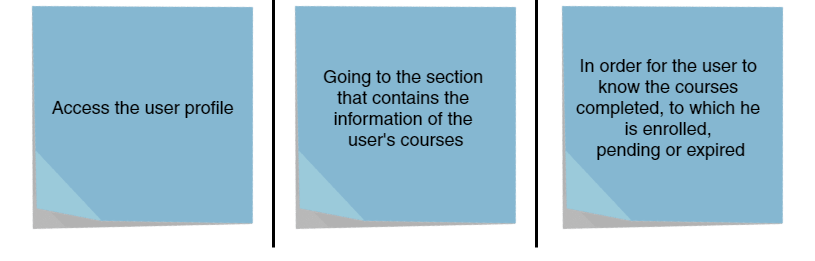 Access the user profile
Going to the section
that contains the
information of the
user's courses
In order for the user to
know the courses
completed, to which he
is enrolled,
pending or expired